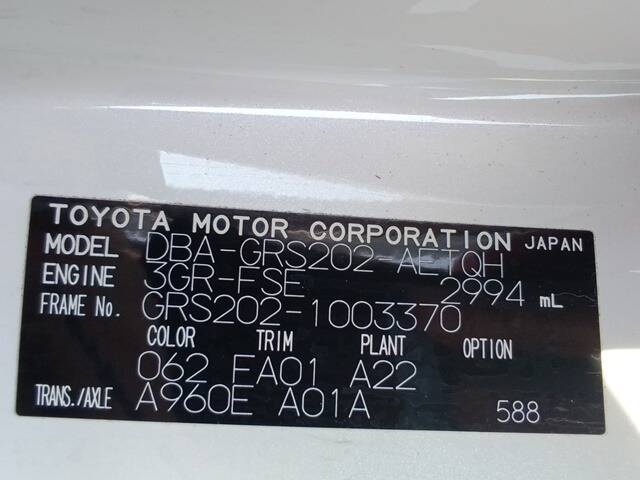 TOYOTA MOTOR CORPORATION JAPAN
MODEL DBA-GRS202-AETQH
ENGINE 3GR-FSE 2994 mL
FRAME No. GRS202-1003370
COLOR TRIM PLANT OPTION
062 FA01 A22
TRANS./AXLE A960E A01A 588